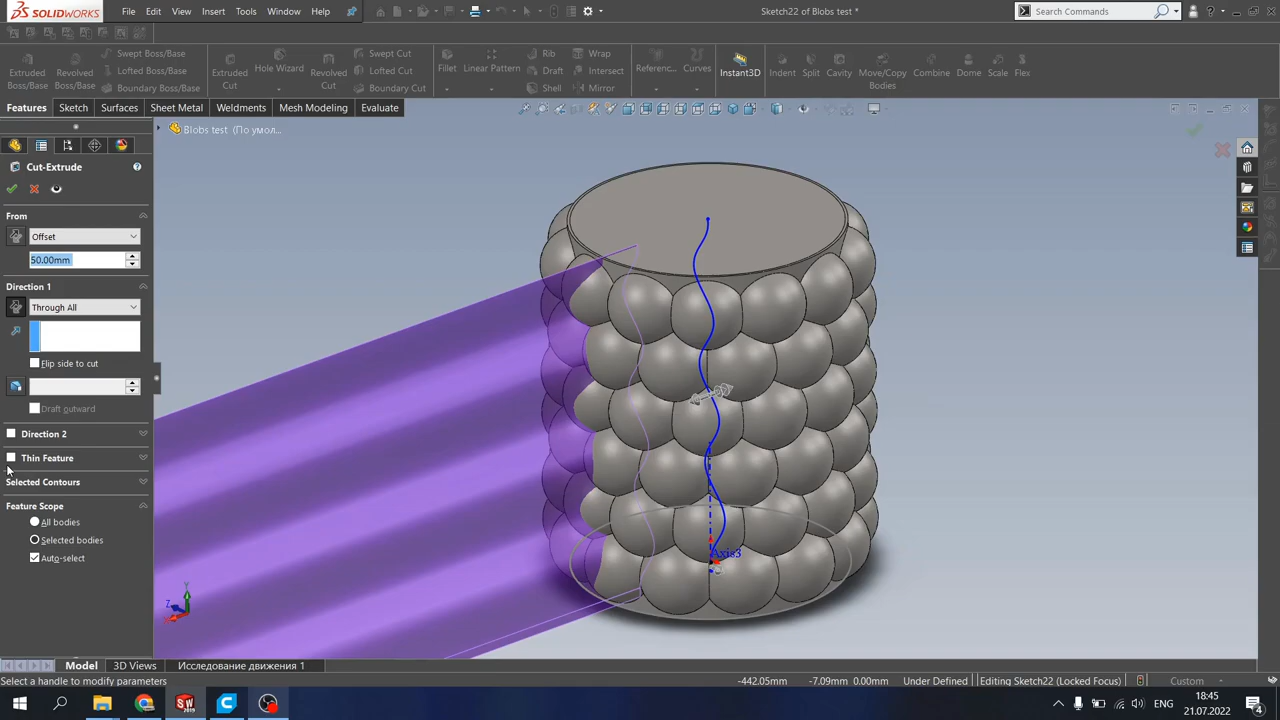 SOLIDWORKS File Edit View Insert Tools Window Help Sketch22 of Blobs test * Search Commands
Extruded Boss/Base Revolved Boss/Base Swept Boss/Base Lofted Boss/Base Boundary Boss/Base Extruded Cut Hole Wizard Revolved Cut Swept Cut Lofted Cut Boundary Cut Fillet Linear Pattern Rib Draft Shell Wrap Intersect Mirror Referenc... Curves Instant3D Indent Split Cavity Move/Copy Bodies Combine Dome Scale Flex
Features Sketch Surfaces Sheet Metal Weldments Mesh Modeling Evaluate
Blobs test (По умол...
Cut-Extrude
From
Offset
50.00mm
Direction 1
Through All
Flip side to cut
Draft outward
Direction 2
Thin Feature
Selected Contours
Feature Scope
All bodies
Selected bodies
Auto-select
Axis3
Y
Z
Model 3D Views Исследование движения 1
Select a handle to modify parameters -442.05mm -7.09mm 0.00mm Under Defined Editing Sketch22 (Locked Focus) Custom
ENG 18:45 21.07.2022 4